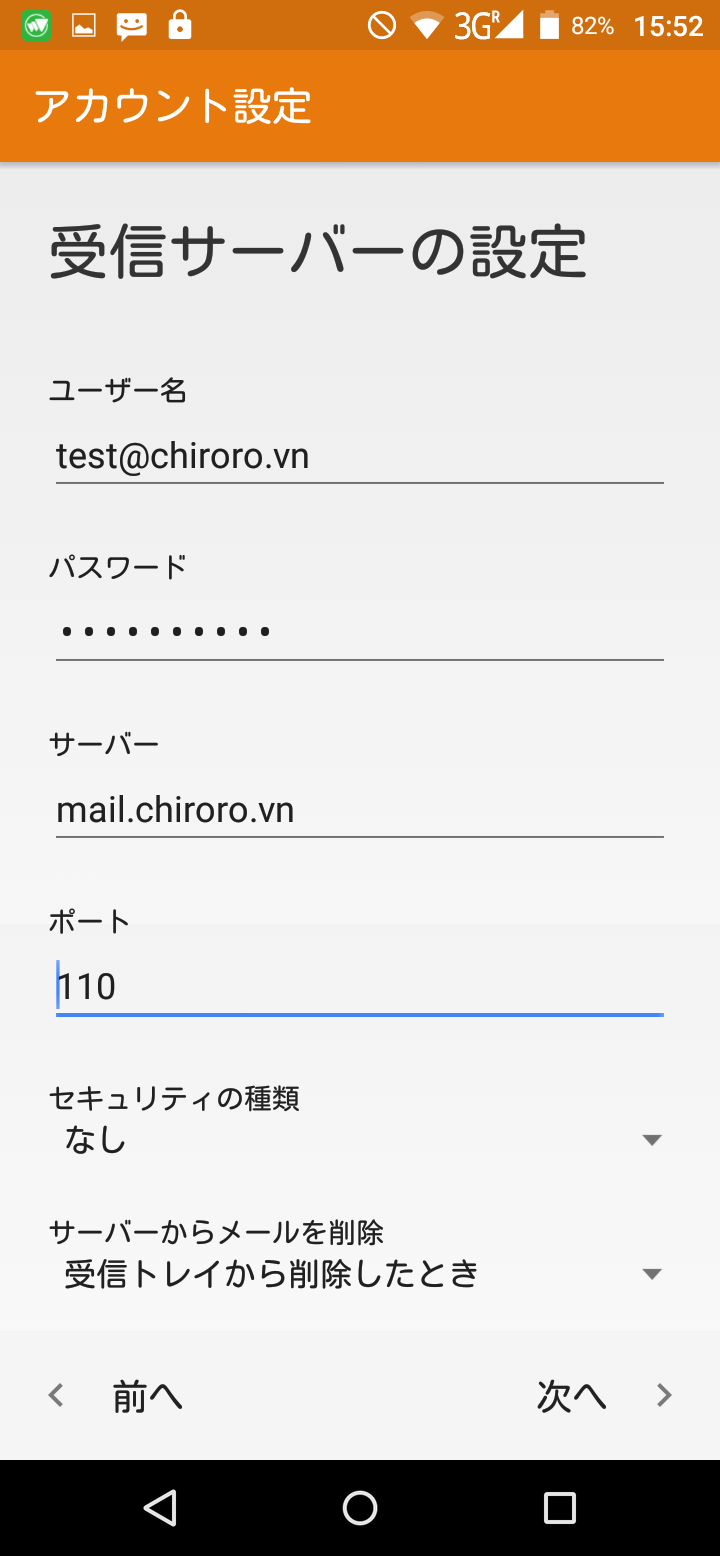 3G R 82% 15:52
アカウント設定
受信サーバーの設定
ユーザー名
test@chiroro.vn
パスワード
••••••••••
サーバー
mail.chiroro.vn
ポート
110
セキュリティの種類
なし
サーバーからメールを削除
受信トレイから削除したとき
前へ 次へ